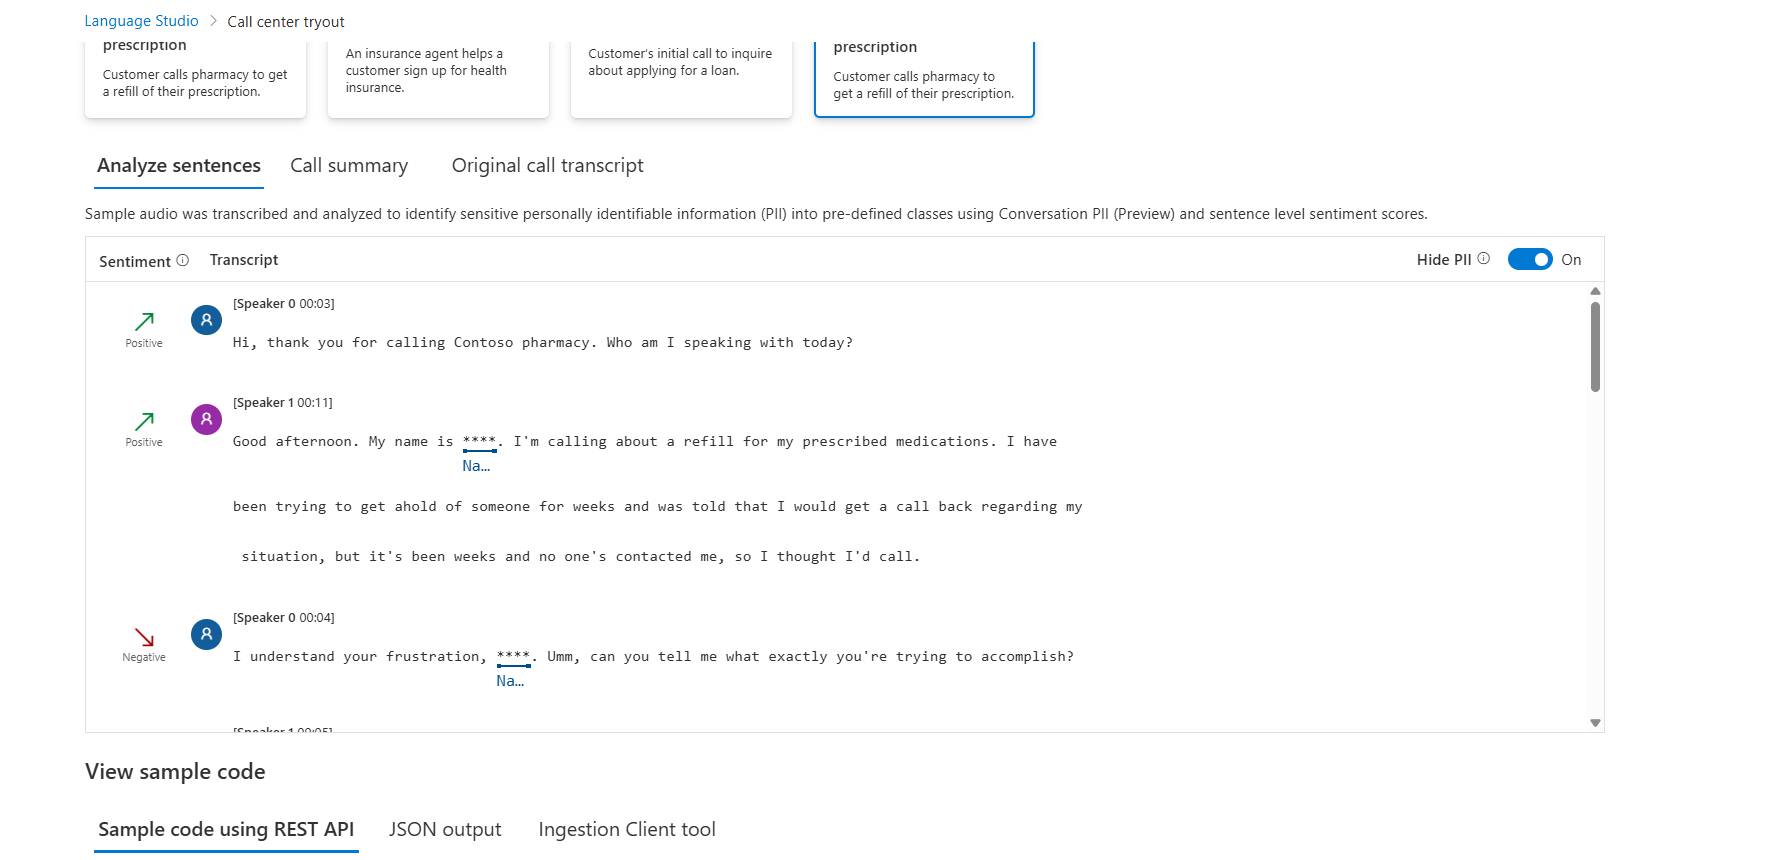 Language Studio > Call center tryout
prescription
Customer calls pharmacy to get
a refill of their prescription.
An insurance agent helps a
customer sign up for health
insurance.
Customer's initial call to inquire
about applying for a loan.
prescription
Customer calls pharmacy to
get a refill of their prescription.
Analyze sentences Call summary Original call transcript
Sample audio was transcribed and analyzed to identify sensitive personally identifiable information (PII) into pre-defined classes using Conversation PII (Preview) and sentence level sentiment scores.
Sentiment Transcript Hide PII On
[Speaker 0 00:03]
Positive
Hi, thank you for calling Contoso pharmacy. Who am I speaking with today?
[Speaker 1 00:11]
Positive
Good afternoon. My name is ****. I'm calling about a refill for my prescribed medications. I have
Na…
been trying to get ahold of someone for weeks and was told that I would get a call back regarding my
situation, but it's been weeks and no one's contacted me, so I thought I'd call.
[Speaker 0 00:04]
Negative
I understand your frustration, ****. Umm, can you tell me what exactly you're trying to accomplish?
Na…
[Speaker 1 00:05]
View sample code
Sample code using REST API JSON output Ingestion Client tool